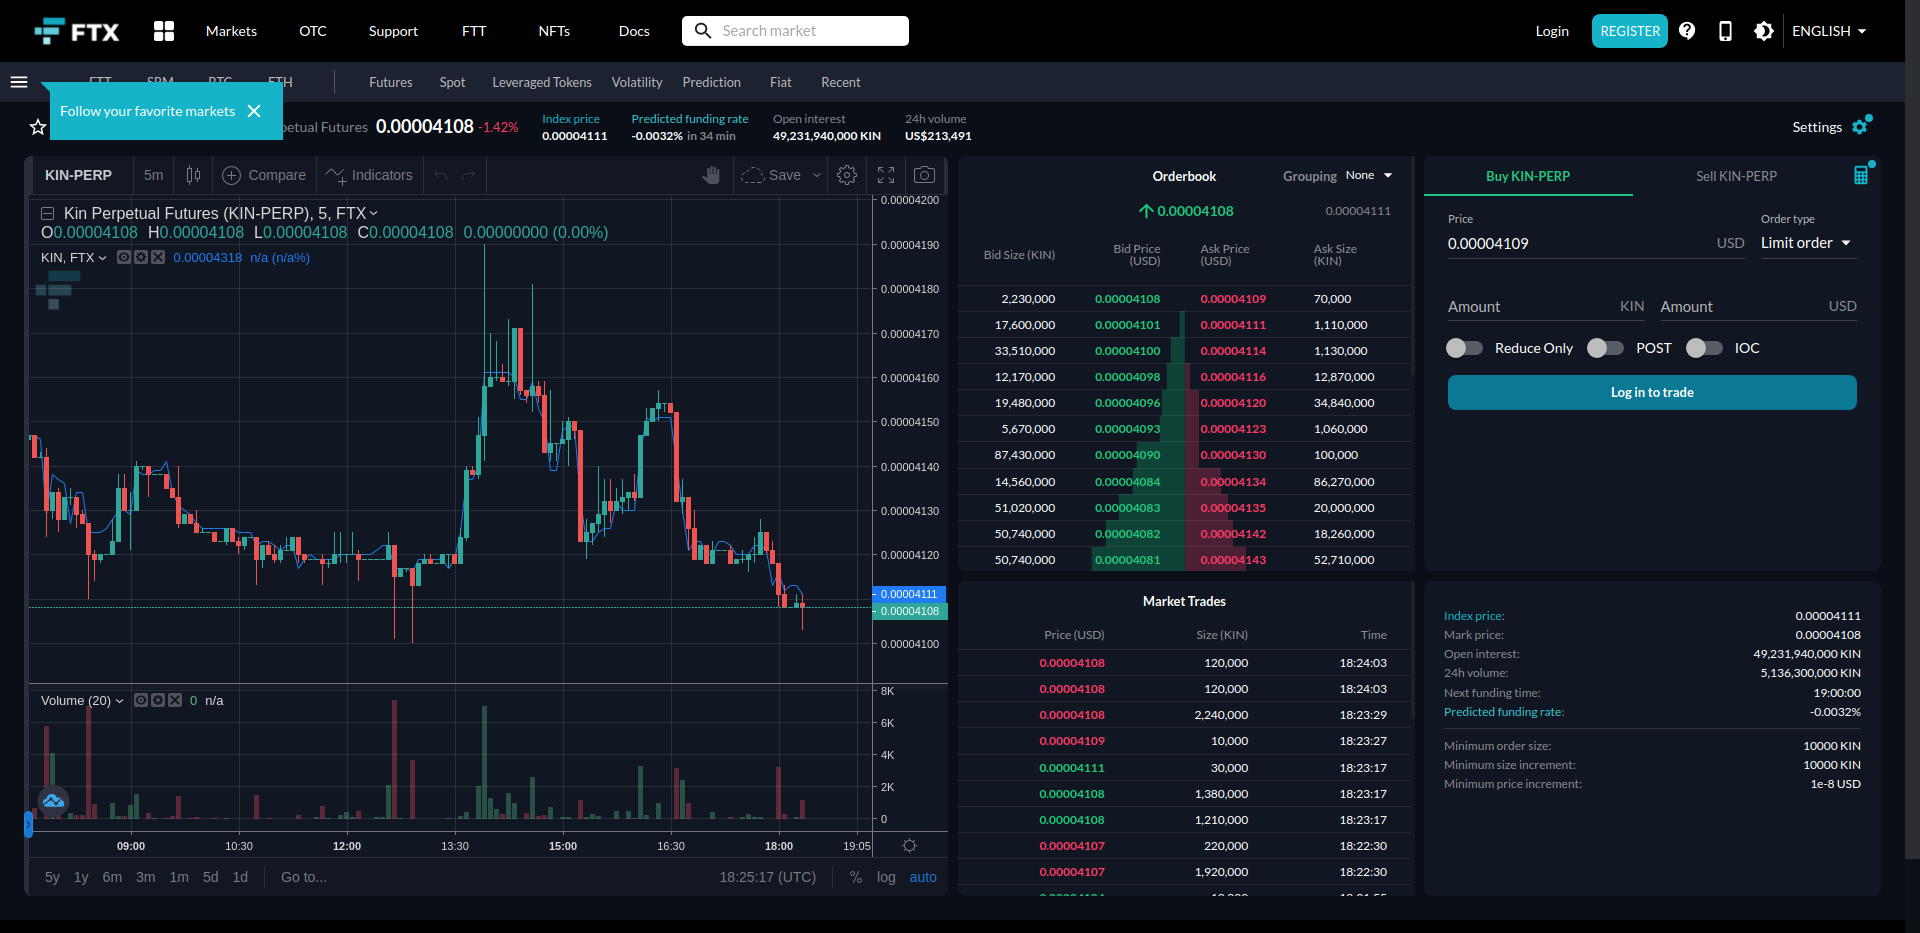 FTX
Markets
OTC
Support
FTT
NFTs
Docs
Search market
Login
REGISTER
ENGLISH
FTT
SRM
BTC
ETH
Futures
Spot
Leveraged Tokens
Volatility
Prediction
Fiat
Recent
Follow your favorite markets
Futures
0.00004108
-1.42%
Index price
0.00004111
Predicted funding rate
-0.0032% in 34 min
Open interest
49,231,940,000 KIN
24h volume
US$213,491
Settings
KIN-PERP
5m
Compare
Indicators
Save
Kin Perpetual Futures (KIN-PERP), 5, FTX
O0.00004108 H0.00004108 L0.00004108 C0.00004108 0.00000000 (0.00%)
KIN, FTX 0.00004318 n/a (n/a%)
0.00004200
0.00004190
0.00004180
0.00004170
0.00004160
0.00004150
0.00004140
0.00004130
0.00004120
0.00004111
0.00004108
0.00004100
Volume (20) 0 n/a
8K
6K
4K
2K
0
09:00 10:30 12:00 13:30 15:00 16:30 18:00 19:05
5y 1y 6m 3m 1m 5d 1d Go to...
18:25:17 (UTC) % log auto
Orderbook
Grouping None
0.00004108 0.00004111
Bid Size (KIN)
Bid Price
(USD)
Ask Price
(USD)
Ask Size
(KIN)
2,230,000 0.00004108 0.00004109 70,000
17,600,000 0.00004101 0.00004111 1,110,000
33,510,000 0.00004100 0.00004114 1,130,000
12,170,000 0.00004098 0.00004116 12,870,000
19,480,000 0.00004096 0.00004120 34,840,000
5,670,000 0.00004093 0.00004123 1,060,000
87,430,000 0.00004090 0.00004130 100,000
14,560,000 0.00004084 0.00004134 86,270,000
51,020,000 0.00004083 0.00004135 20,000,000
50,740,000 0.00004082 0.00004142 18,260,000
50,740,000 0.00004081 0.00004143 52,710,000
Market Trades
Price (USD) Size (KIN) Time
0.00004108 120,000 18:24:03
0.00004108 120,000 18:24:03
0.00004108 2,240,000 18:23:29
0.00004109 10,000 18:23:27
0.00004111 30,000 18:23:17
0.00004108 1,380,000 18:23:17
0.00004108 1,210,000 18:23:17
0.00004107 220,000 18:22:30
0.00004107 1,920,000 18:22:30
Buy KIN-PERP
Sell KIN-PERP
Price
0.00004109 USD
Order type
Limit order
Amount KIN
Amount USD
Reduce Only
POST
IOC
Log in to trade
Index price: 0.00004111
Mark price: 0.00004108
Open interest: 49,231,940,000 KIN
24h volume: 5,136,300,000 KIN
Next funding time: 19:00:00
Predicted funding rate: -0.0032%
Minimum order size: 10000 KIN
Minimum size increment: 10000 KIN
Minimum price increment: 1e-8 USD